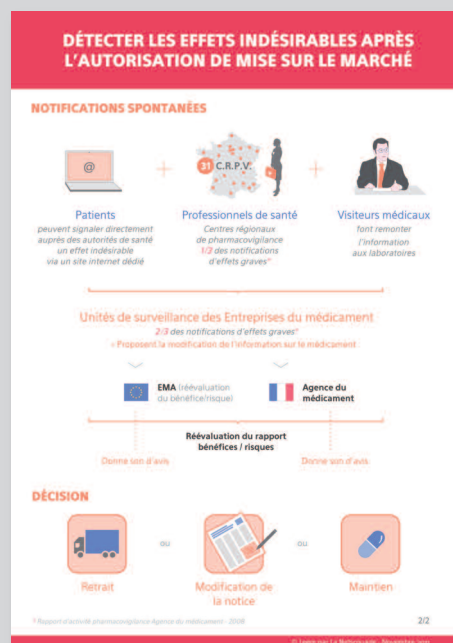 DÉTECTER LES EFFETS INDÉSIRABLES APRÈS
L'AUTORISATION DE MISE SUR LE MARCHÉ
NOTIFICATIONS SPONTANÉES
@
31 C.R.P.V.
Patients
peuvent signaler directement
auprès des autorités de santé
un effet indésirable
via un site internet dédié
Professionnels de santé
Centres régionaux
de pharmacovigilance
1/3 des notifications
d'effets graves*
Visiteurs médicaux
font remonter
l'information
aux laboratoires
Unités de surveillance des Entreprises du médicament
2/3 des notifications d'effets graves*
+ Proposent la modification de l'information sur le médicament
EMA (réévaluation
du bénéfice/risque)
Agence du
médicament
Réévaluation du rapport
bénéfices / risques
Donne son d'avis
Donne son d'avis
DÉCISION
ou
ou
Retrait
Modification de
la notice
Maintien
* Rapport d'activité pharmacovigilance Agence du médicament - 2008
2/2